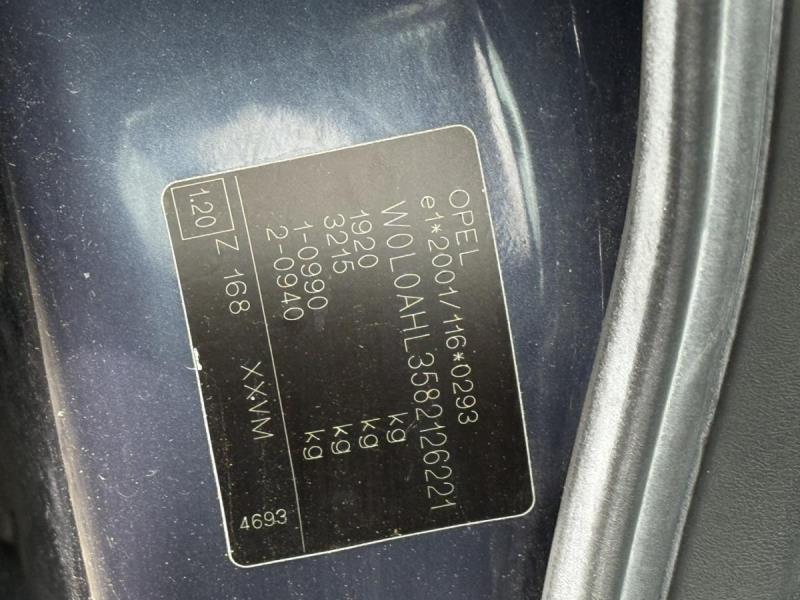 OPEL
e1*2001/116*0293
W0L0AHL3582126221
1920 kg
3215 kg
1-0990 kg
2-0940 kg
1.20 Z 168 XXVM 4693